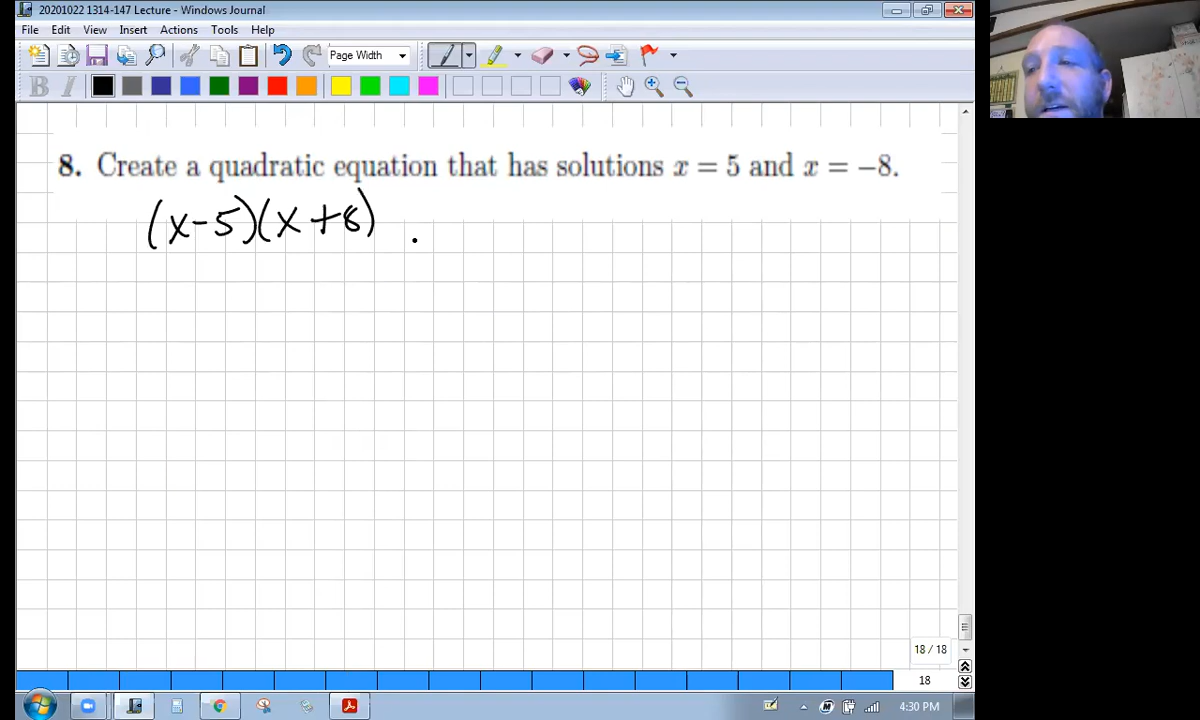 20201022 1314-147 Lecture - Windows Journal
File Edit View Insert Actions Tools Help
Page Width
B I
8. Create a quadratic equation that has solutions x = 5 and x = −8.
(x-5)(x+8)
18 / 18
18
4:30 PM